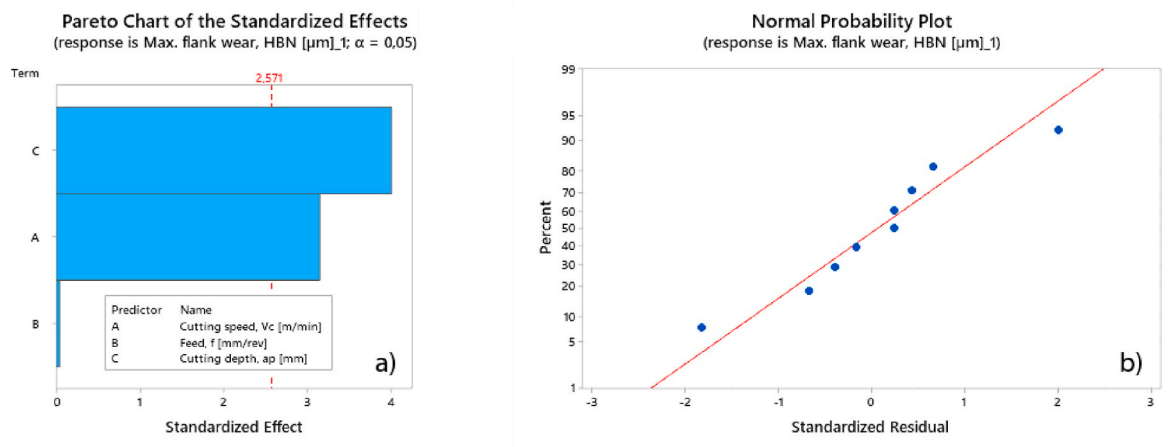 Pareto Chart of the Standardized Effects
(response is Max. flank wear, HBN [µm]_1; α = 0,05)
Term
2,571
C
A
B
Predictor Name
A Cutting speed, Vc [m/min]
B Feed, f [mm/rev]
C Cutting depth, ap [mm]
a)
0 1 2 3 4
Standardized Effect
Normal Probability Plot
(response is Max. flank wear, HBN [µm]_1)
99
95
90
80
70
60
50
40
30
20
10
5
1
Percent
b)
-3 -2 -1 0 1 2 3
Standardized Residual